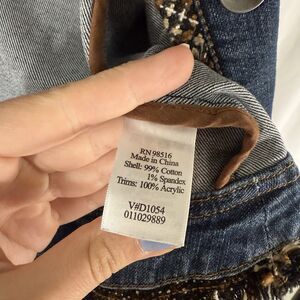 RN 98516
Made in China
Shell: 99% Cotton
1% Spandex
Trims: 100% Acrylic
V#D1054
011029889